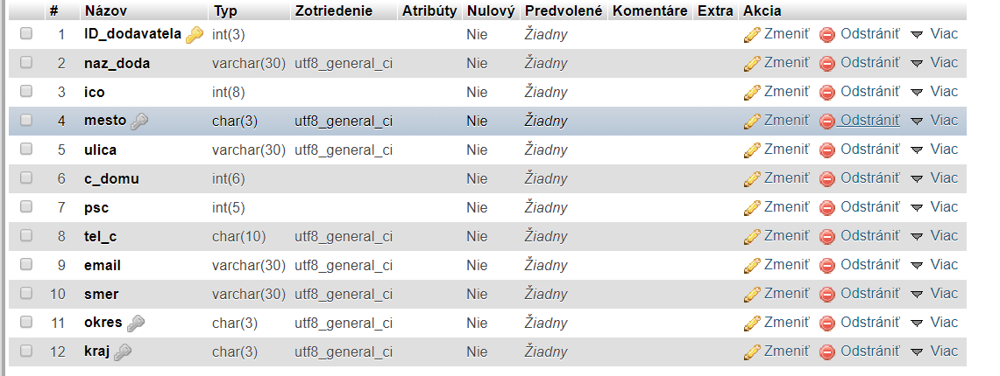 # Názov Typ Zotriedenie Atribúty Nulový Predvolené Komentáre Extra Akcia
1 ID_dodavatela int(3) Nie Žiadny Zmeniť Odstrániť Viac
2 naz_doda varchar(30) utf8_general_ci Nie Žiadny Zmeniť Odstrániť Viac
3 ico int(8) Nie Žiadny Zmeniť Odstrániť Viac
4 mesto char(3) utf8_general_ci Nie Žiadny Zmeniť Odstrániť Viac
5 ulica varchar(30) utf8_general_ci Nie Žiadny Zmeniť Odstrániť Viac
6 c_domu int(6) Nie Žiadny Zmeniť Odstrániť Viac
7 psc int(5) Nie Žiadny Zmeniť Odstrániť Viac
8 tel_c char(10) utf8_general_ci Nie Žiadny Zmeniť Odstrániť Viac
9 email varchar(30) utf8_general_ci Nie Žiadny Zmeniť Odstrániť Viac
10 smer varchar(30) utf8_general_ci Nie Žiadny Zmeniť Odstrániť Viac
11 okres char(3) utf8_general_ci Nie Žiadny Zmeniť Odstrániť Viac
12 kraj char(3) utf8_general_ci Nie Žiadny Zmeniť Odstrániť Viac